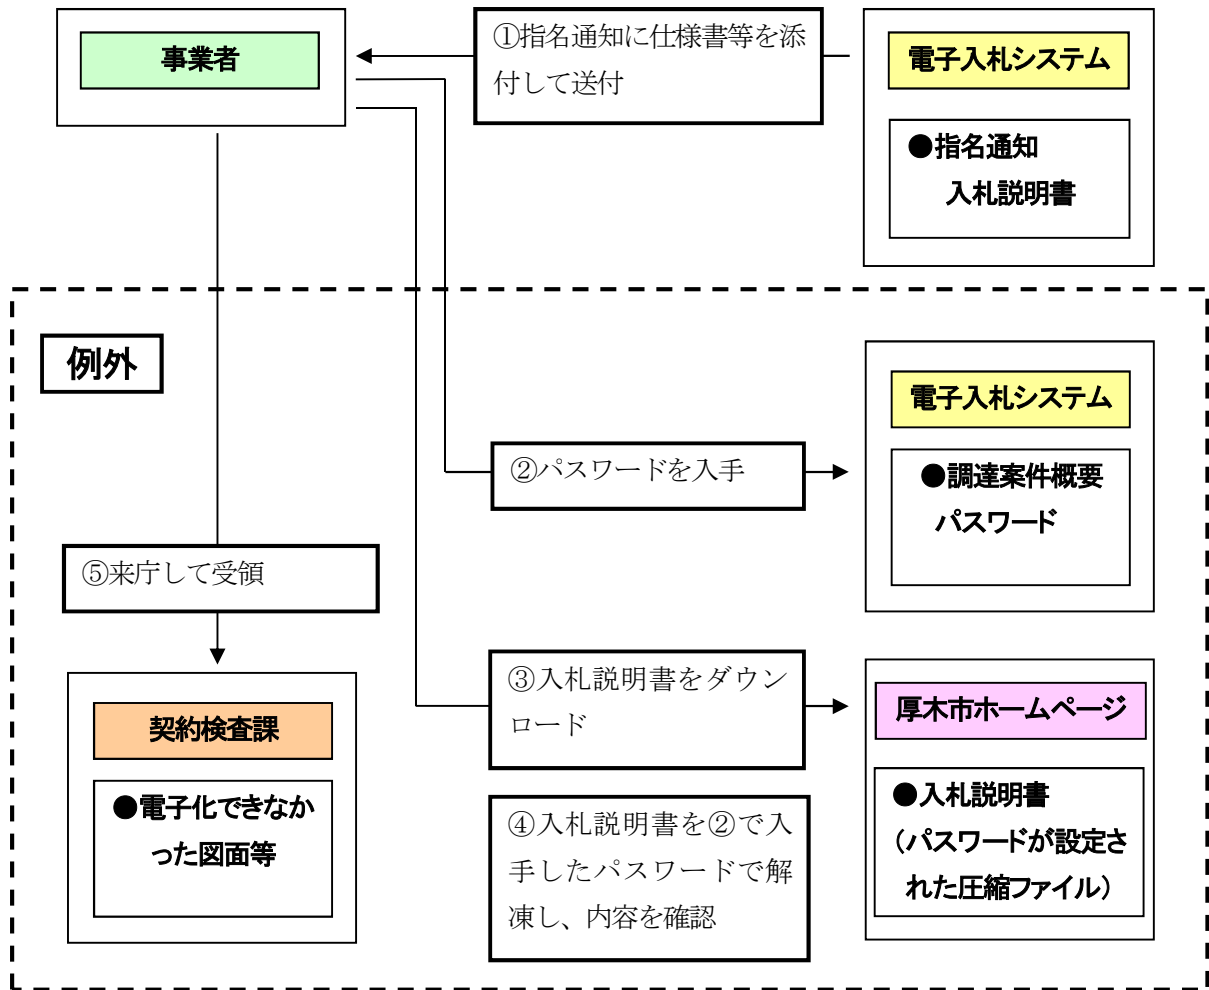 事業者
①指名通知に仕様書等を添
付して送付
電子入札システム
●指名通知
入札説明書
例外
電子入札システム
②パスワードを入手
●調達案件概要
パスワード
⑤来庁して受領
③入札説明書をダウン
ロード
厚木市ホームページ
契約検査課
●電子化できなか
った図面等
●入札説明書
（パスワードが設定さ
れた圧縮ファイル）
④入札説明書を②で入
手したパスワードで解
凍し、内容を確認